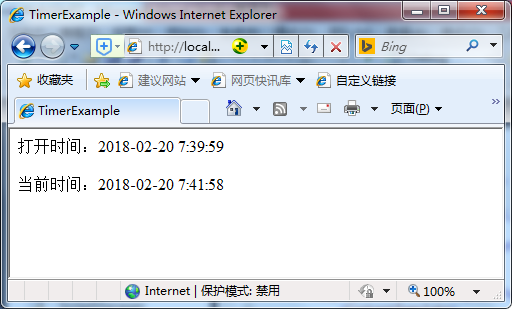 TimerExample - Windows Internet Explorer
http://local...
Bing
收藏夹 建议网站 网页快讯库 自定义链接
TimerExample 页面(P) »
打开时间：2018-02-20 7:39:59
当前时间：2018-02-20 7:41:58
Internet | 保护模式: 禁用 100%